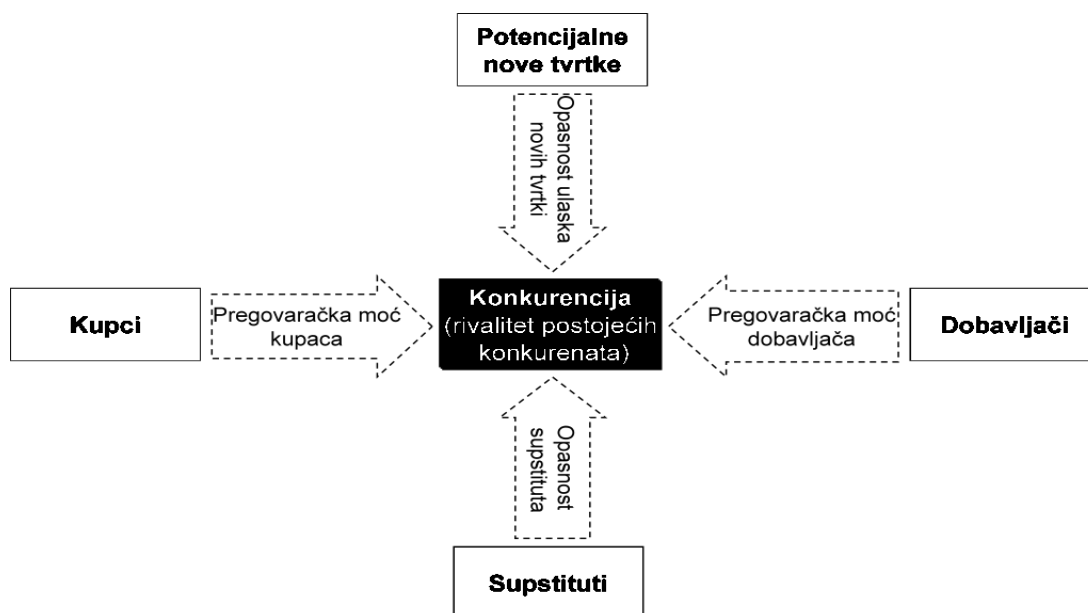 Potencijalne
nove tvrtke
Opasnost ulaska
novih tvrtki
Kupci
Pregovaračka moć
kupaca
Konkurencija
(rivalitet postojećih
konkurenata)
Pregovaračka moć
dobavljača
Dobavljači
Opasnost
supstituta
Supstituti